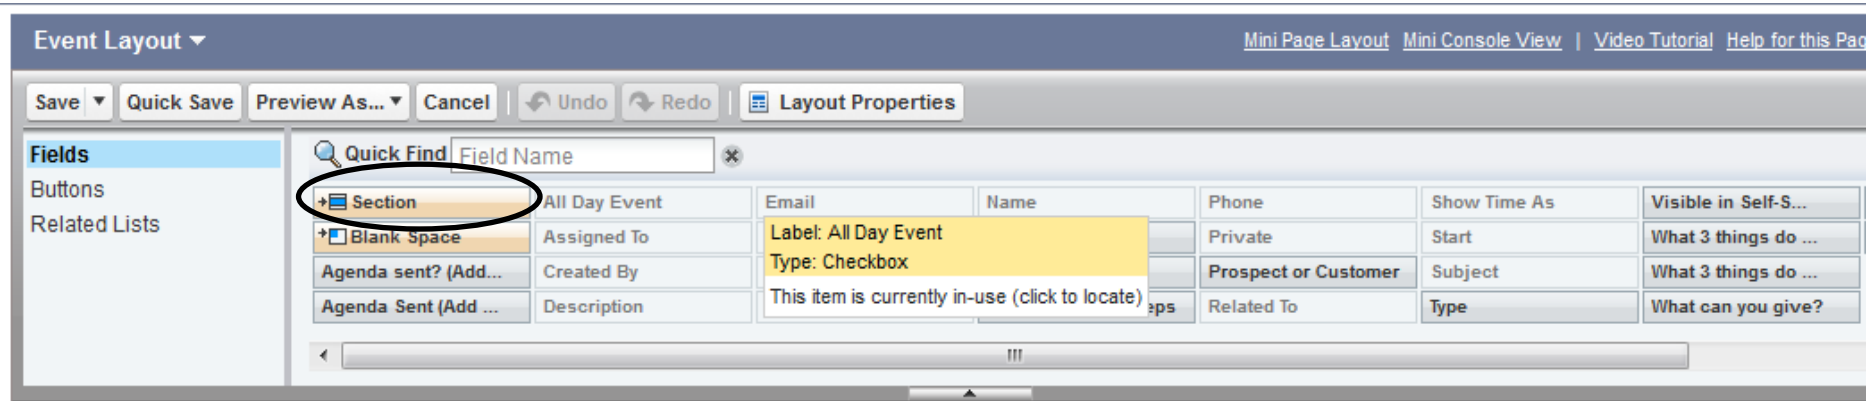 Event Layout
Mini Page Layout Mini Console View | Video Tutorial Help for this Pag
Save Quick Save Preview As... Cancel Undo Redo Layout Properties
Fields
Buttons
Related Lists
Quick Find Field Name
Section All Day Event Email Name Phone Show Time As Visible in Self-S...
Blank Space Assigned To Private Start What 3 things do ...
Agenda sent? (Add... Created By Prospect or Customer Subject What 3 things do ...
Agenda Sent (Add ... Description eps Related To Type What can you give?
Label: All Day Event
Type: Checkbox
This item is currently in-use (click to locate)